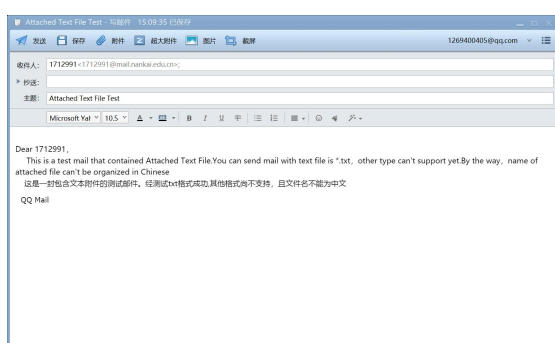 Attached Text File Test - 写邮件 15:09:35 已保存
发送 保存 附件 超大附件 图片 截屏 1269400405@qq.com
收件人: 1712991<1712991@mail.nankai.edu.cn>;
抄送:
主题: Attached Text File Test
Microsoft YaH 10.5 A B I U
Dear 1712991,
This is a test mail that contained Attached Text File.You can send mail with text file is *.txt, other type can't support yet.By the way, name of
attached file can't be organized in Chinese
这是一封包含文本附件的测试邮件。经测试txt格式成功,其他格式尚不支持，且文件名不能为中文
QQ Mail